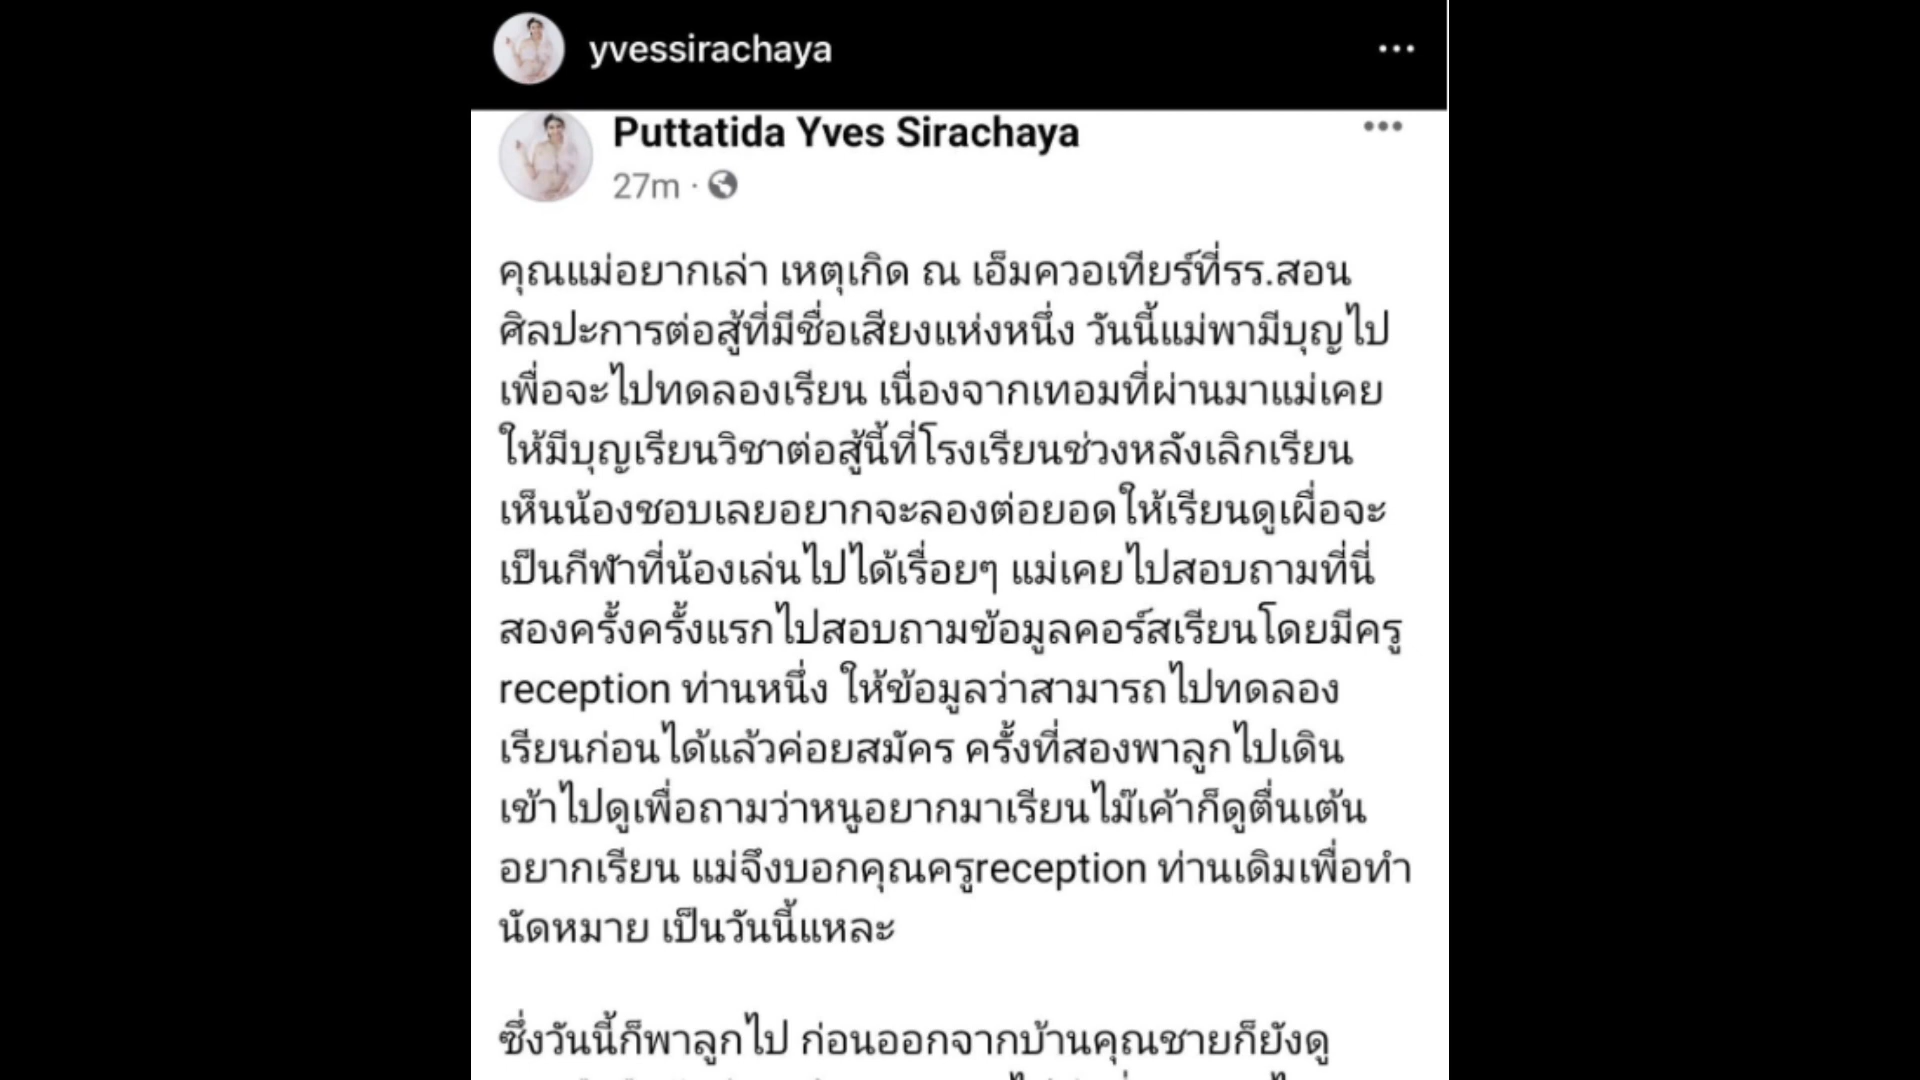 yvessirachaya
Puttatida Yves Sirachaya
27m ·
คุณแม่อยากเล่า เหตุเกิด ณ เอ็มควอเทียร์ที่รร.สอน
ศิลปะการต่อสู้ที่มีชื่อเสียงแห่งหนึ่ง วันนี้แม่พามีบุญไป
เพื่อจะไปทดลองเรียน เนื่องจากเทอมที่ผ่านมาแม่เคย
ให้มีบุญเรียนวิชาต่อสู้นี้ที่โรงเรียนช่วงหลังเลิกเรียน
เห็นน้องชอบเลยอยากจะลองต่อยอดให้เรียนดูเผื่อจะ
เป็นกีฬาที่น้องเล่นไปได้เรื่อยๆ แม่เคยไปสอบถามที่นี่
สองครั้งครั้งแรกไปสอบถามข้อมูลคอร์สเรียนโดยมีครู
reception ท่านหนึ่ง ให้ข้อมูลว่าสามารถไปทดลอง
เรียนก่อนได้แล้วค่อยสมัคร ครั้งที่สองพาลูกไปเดิน
เข้าไปดูเพื่อถามว่าหนูอยากมาเรียนไม๊เค้าก็ดูตื่นเต้น
อยากเรียน แม่จึงบอกคุณครูreception ท่านเดิมเพื่อทำ
นัดหมาย เป็นวันนี้แหละ
ซึ่งวันนี้ก็พาลูกไป ก่อนออกจากบ้านคุณชายก็ยังดู